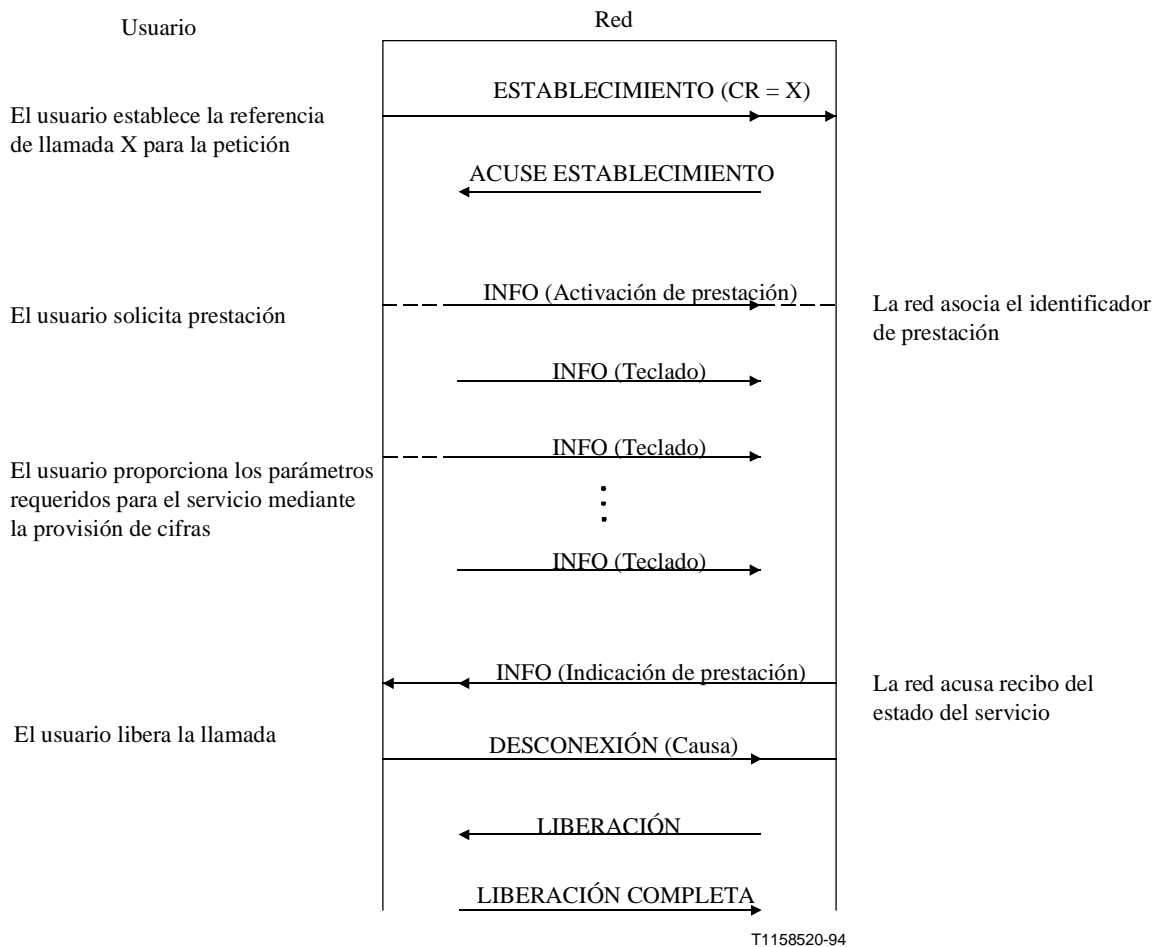 Usuario
Red
ESTABLECIMIENTO (CR = X)
El usuario establece la referencia
de llamada X para la petición
ACUSE ESTABLECIMIENTO
INFO (Activación de prestación)
El usuario solicita prestación
La red asocia el identificador
de prestación
INFO (Teclado)
INFO (Teclado)
El usuario proporciona los parámetros
requeridos para el servicio mediante
la provisión de cifras
INFO (Teclado)
INFO (Indicación de prestación)
La red acusa recibo del
estado del servicio
El usuario libera la llamada
DESCONEXIÓN (Causa)
LIBERACIÓN
LIBERACIÓN COMPLETA
T1158520-94